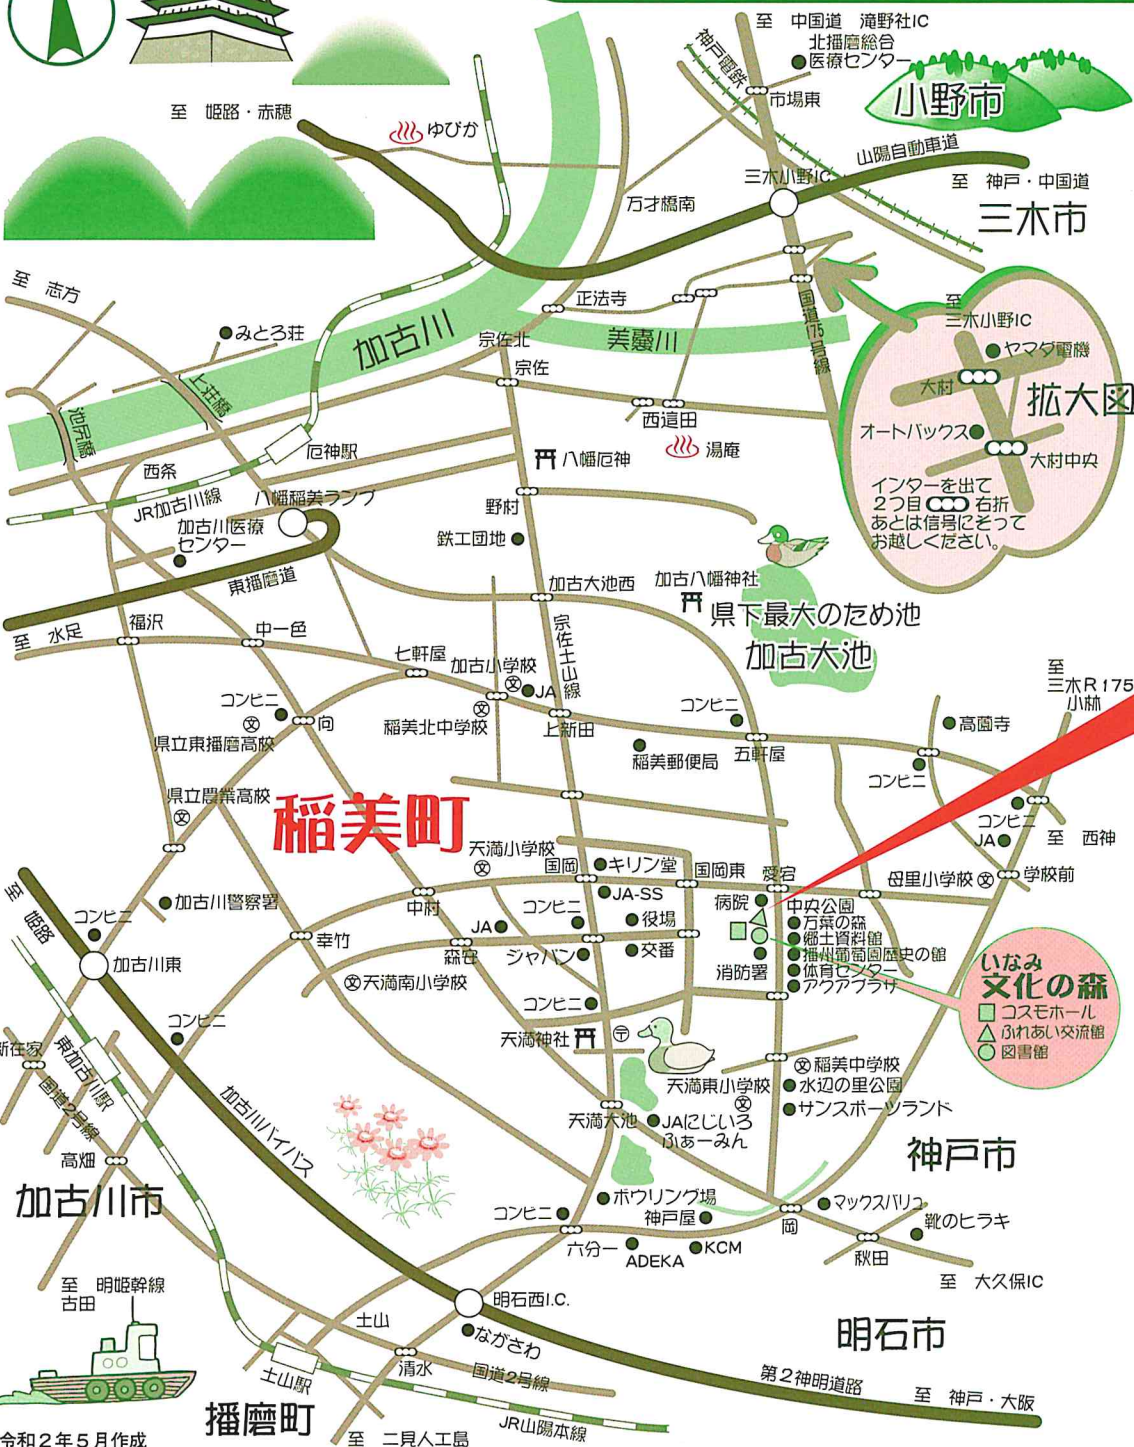 至 中国道 滝野社IC
北播磨総合
医療センター
神戸電鉄
市場東
小野市
至 姫路・赤穂
ゆぴか
山陽自動車道
三木小野IC
至 神戸・中国道
三木市
万才橋南
至 志方
正法寺
国道175号線
みとろ荘
加古川
宗佐北
美嚢川
宗佐
至
三木小野IC
ヤマダ電機
大村
拡大図
オートバックス
大村中央
インターを出て
2つ目 右折
あとは信号にそって
お越しください。
上荘橋
池尻橋
西這田
湯庵
厄神駅
八幡厄神
西条
JR加古川線
八幡稲美ランプ
野村
加古川医療
センター
鉄工団地
東播磨道
加古大池西
加古八幡神社
県下最大のため池
加古大池
至 水足
福沢
中一色
宗佐土山線
七軒屋
加古小学校
文
JA
文
稲美北中学校
上新田
コンビニ
文
向
県立東播磨高校
コンビニ
稲美郵便局
五軒屋
至
三木R175
小林
高薗寺
コンビニ
県立農業高校
文
稲美町
コンビニ
JA
至 西神
天満小学校
文
国岡
キリン堂
国岡東
愛宕
母里小学校
文
学校前
至 姫路
コンビニ
加古川警察署
中村
JA-SS
コンビニ
JA
役場
病院
中央公園
万葉の森
郷土資料館
播州葡萄園歴史の館
体育センター
アクアプラザ
加古川東
幸竹
森安
ジャパン
交番
消防署
文
天満南小学校
いなみ
文化の森
コスモホール
ふれあい交流館
図書館
コンビニ
コンビニ
天満神社
〒
新在家
東加古川駅
国道2号線
加古川バイパス
文
稲美中学校
天満東小学校
文
水辺の里公園
サンスポーツランド
天満大池
JAにじいろ
ふぁーみん
高畑
加古川市
神戸市
ボウリング場
コンビニ
神戸屋
マックスバリュ
岡
靴のヒラキ
六分一
ADEKA
KCM
秋田
至 大久保IC
至 明姫幹線
古田
明石西I.C.
土山
ながさわ
明石市
清水
国道2号線
土山駅
第2神明道路
至 神戸・大阪
播磨町
JR山陽本線
令和2年5月作成
至 二見人工島